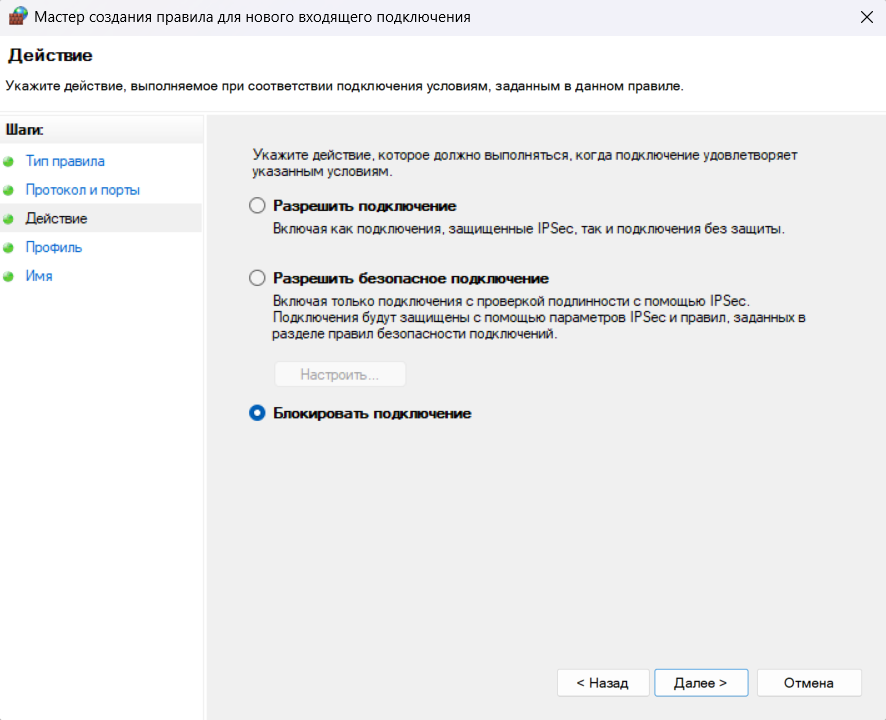 Мастер создания правила для нового входящего подключения
Действие
Укажите действие, выполняемое при соответствии подключения условиям, заданным в данном правиле.
Шаги:
Тип правила
Протокол и порты
Действие
Профиль
Имя
Укажите действие, которое должно выполняться, когда подключение удовлетворяет
указанным условиям.
Разрешить подключение
Включая как подключения, защищенные IPSec, так и подключения без защиты.
Разрешить безопасное подключение
Включая только подключения с проверкой подлинности с помощью IPSec.
Подключения будут защищены с помощью параметров IPSec и правил, заданных в
разделе правил безопасности подключений.
Настроить...
Блокировать подключение
< Назад
Далее >
Отмена